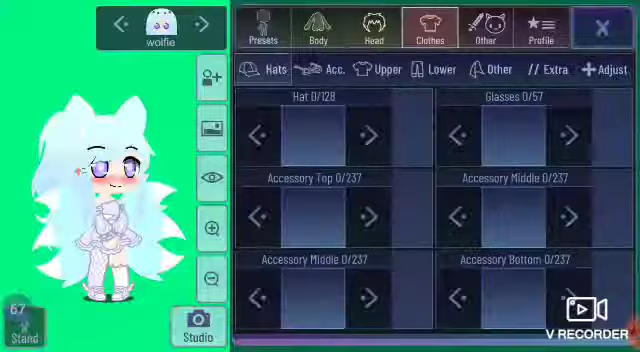 wolfie
Presets
Body
Head
Clothes
Other
Profile
Hats
Acc.
Upper
Lower
Other
Extra
Adjust
Hat 0/128
Glasses 0/57
Accessory Top 0/237
Accessory Middle 0/237
Accessory Middle 0/237
Accessory Bottom 0/237
67
Stand
Studio
V RECORDER